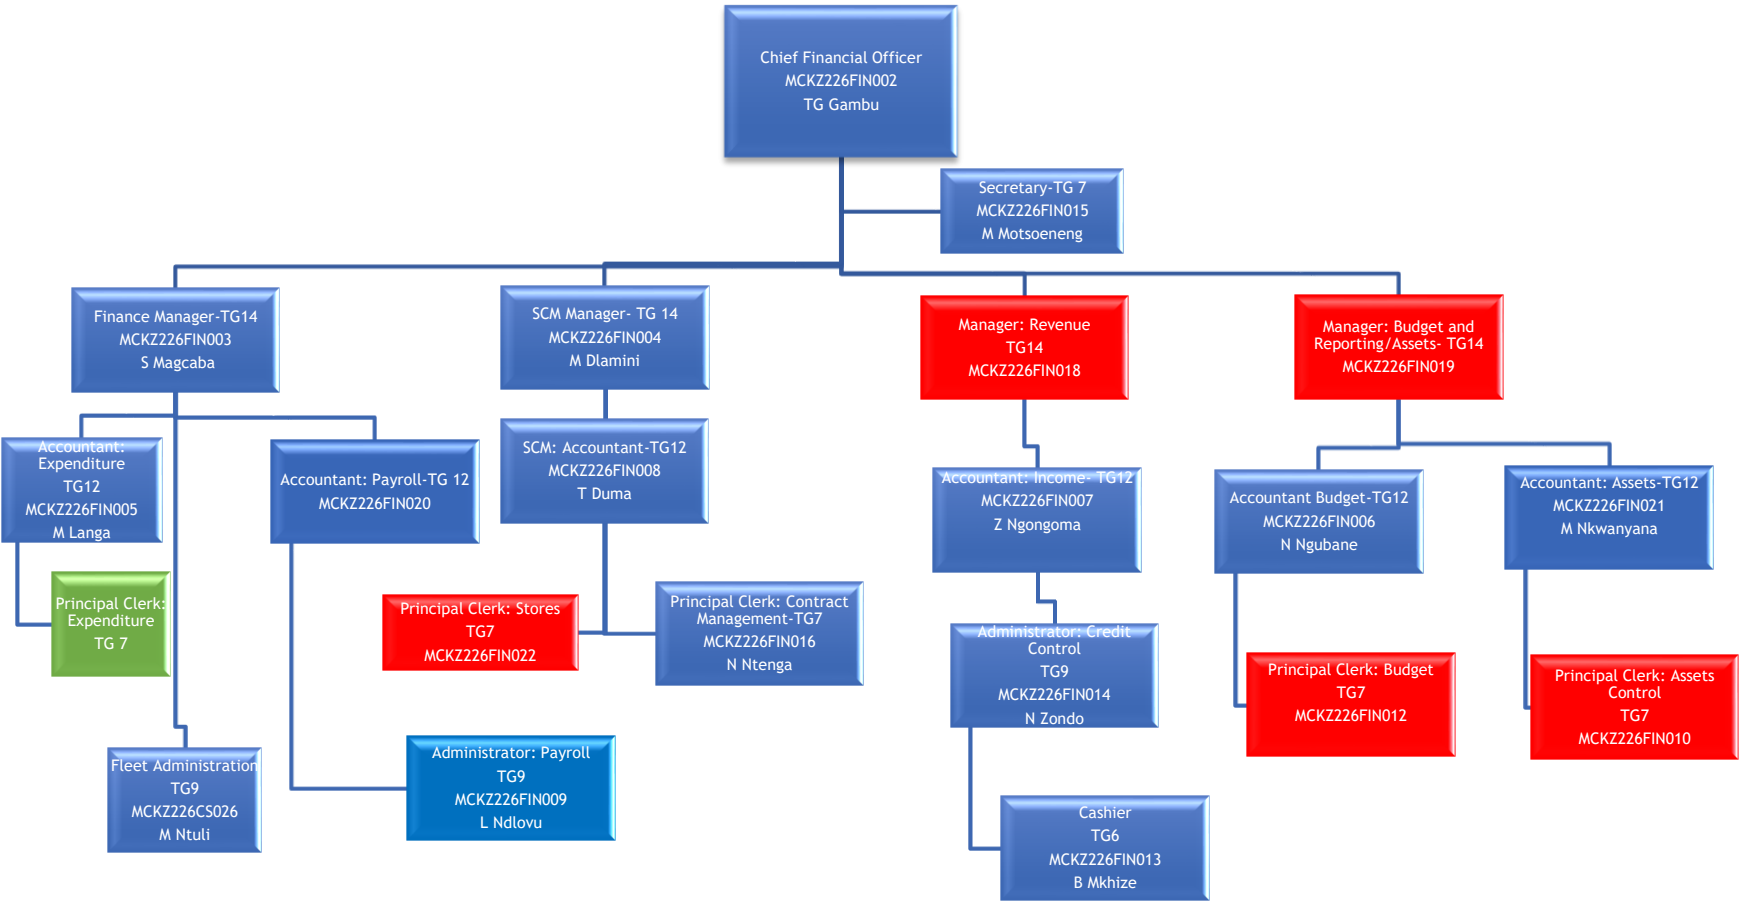 Chief Financial Officer
MCKZ226FIN002
TG Gambu
Secretary-TG 7
MCKZ226FIN015
M Motsoeneng
Finance Manager-TG14
MCKZ226FIN003
S Magcaba
SCM Manager- TG 14
MCKZ226FIN004
M Dlamini
Manager: Revenue
TG14
MCKZ226FIN018
Manager: Budget and
Reporting/Assets- TG14
MCKZ226FIN019
Accountant:
Expenditure
TG12
MCKZ226FIN005
M Langa
Accountant: Payroll-TG 12
MCKZ226FIN020
SCM: Accountant-TG12
MCKZ226FIN008
T Duma
Accountant: Income- TG12
MCKZ226FIN007
Z Ngongoma
Accountant Budget-TG12
MCKZ226FIN006
N Ngubane
Accountant: Assets-TG12
MCKZ226FIN021
M Nkwanyana
Principal Clerk:
Expenditure
TG 7
Principal Clerk: Stores
TG7
MCKZ226FIN022
Principal Clerk: Contract
Management-TG7
MCKZ226FIN016
N Ntenga
Administrator: Credit
Control
TG9
MCKZ226FIN014
N Zondo
Principal Clerk: Budget
TG7
MCKZ226FIN012
Principal Clerk: Assets
Control
TG7
MCKZ226FIN010
Fleet Administration
TG9
MCKZ226CS026
M Ntuli
Administrator: Payroll
TG9
MCKZ226FIN009
L Ndlovu
Cashier
TG6
MCKZ226FIN013
B Mkhize